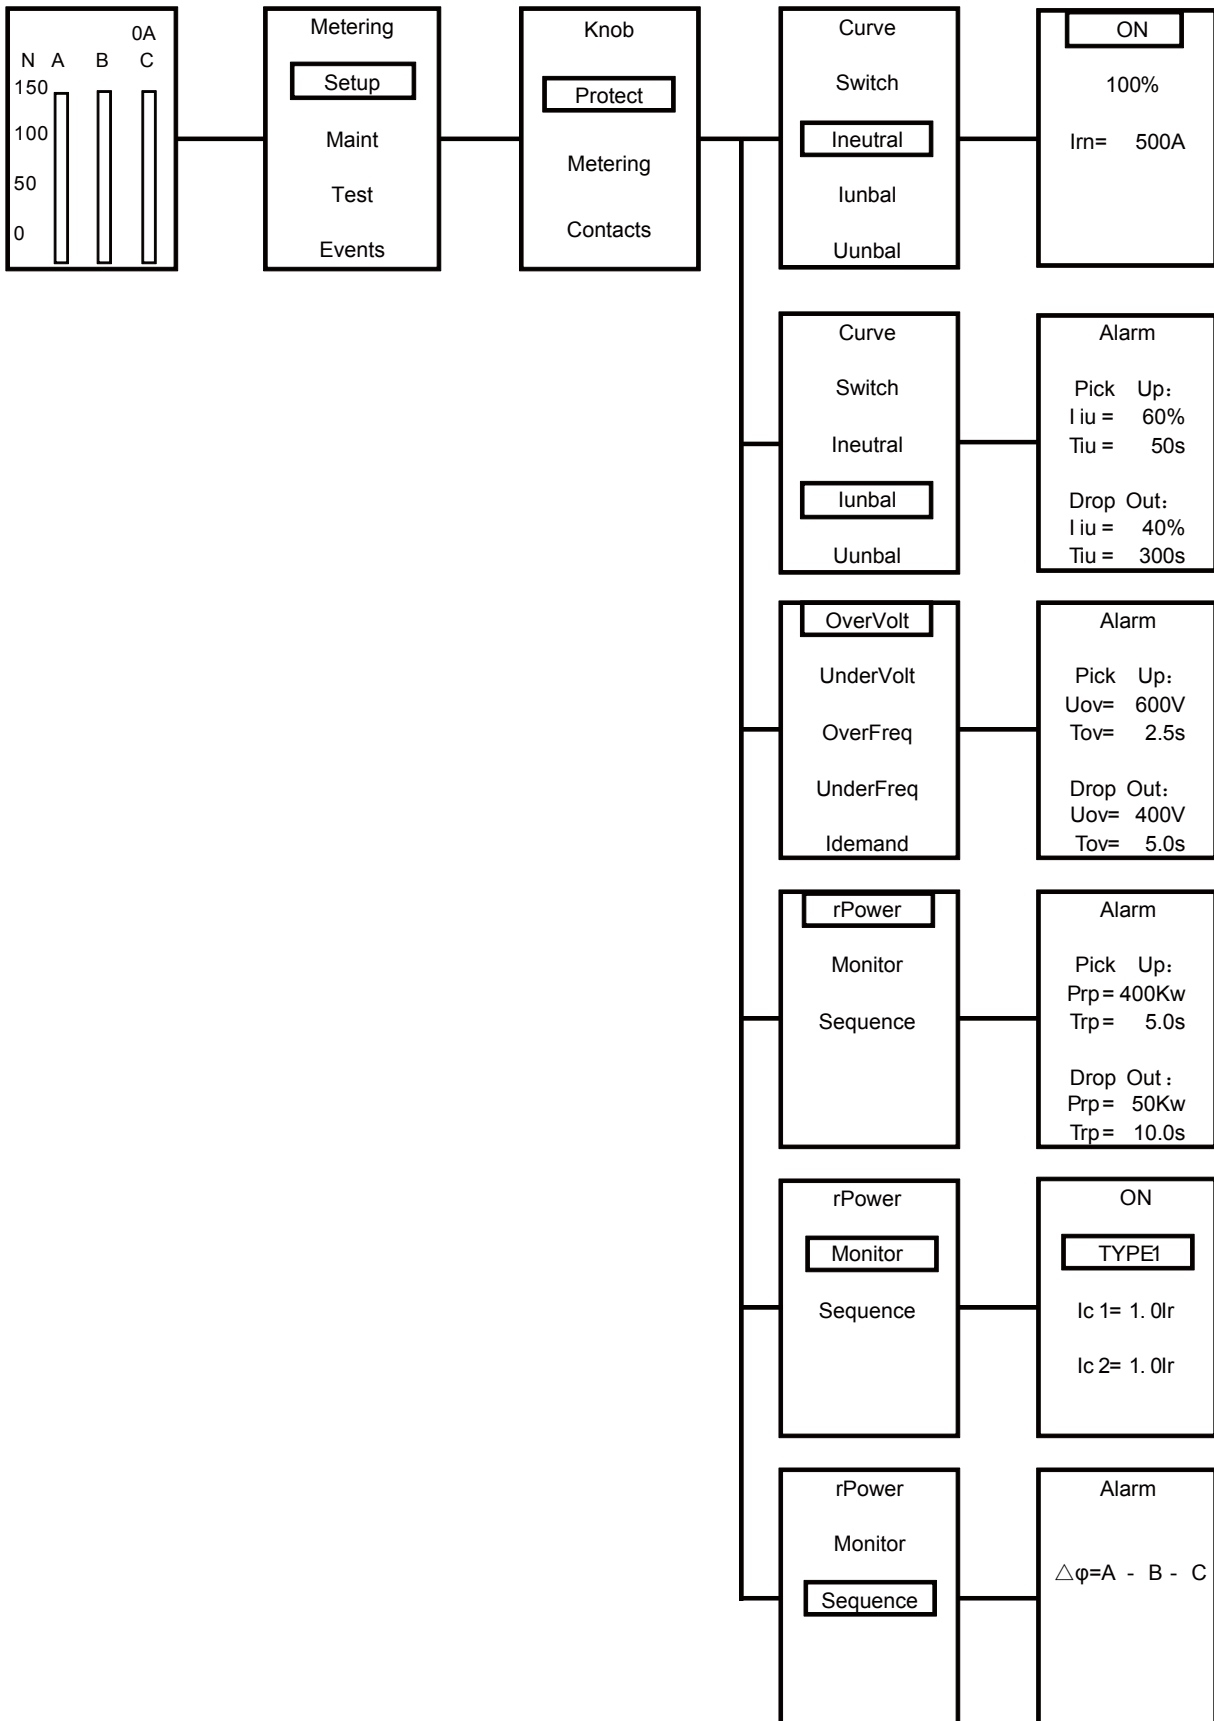 0A
N A B C
150
100
50
0
Metering
Setup
Maint
Test
Events
Knob
Protect
Metering
Contacts
Curve
Switch
Ineutral
Iunbal
Uunbal
ON
100%
Irn= 500A
Curve
Switch
Ineutral
Iunbal
Uunbal
Alarm
Pick Up：
I iu = 60%
Tiu = 50s
Drop Out：
I iu = 40%
Tiu = 300s
OverVolt
UnderVolt
OverFreq
UnderFreq
Idemand
Alarm
Pick Up：
Uov= 600V
Tov= 2.5s
Drop Out：
Uov= 400V
Tov= 5.0s
rPower
Monitor
Sequence
Alarm
Pick Up：
Prp= 400Kw
Trp= 5.0s
Drop Out：
Prp= 50Kw
Trp= 10.0s
rPower
Monitor
Sequence
ON
TYPE1
Ic 1= 1. 0Ir
Ic 2= 1. 0Ir
rPower
Monitor
Sequence
Alarm
△φ=A - B - C